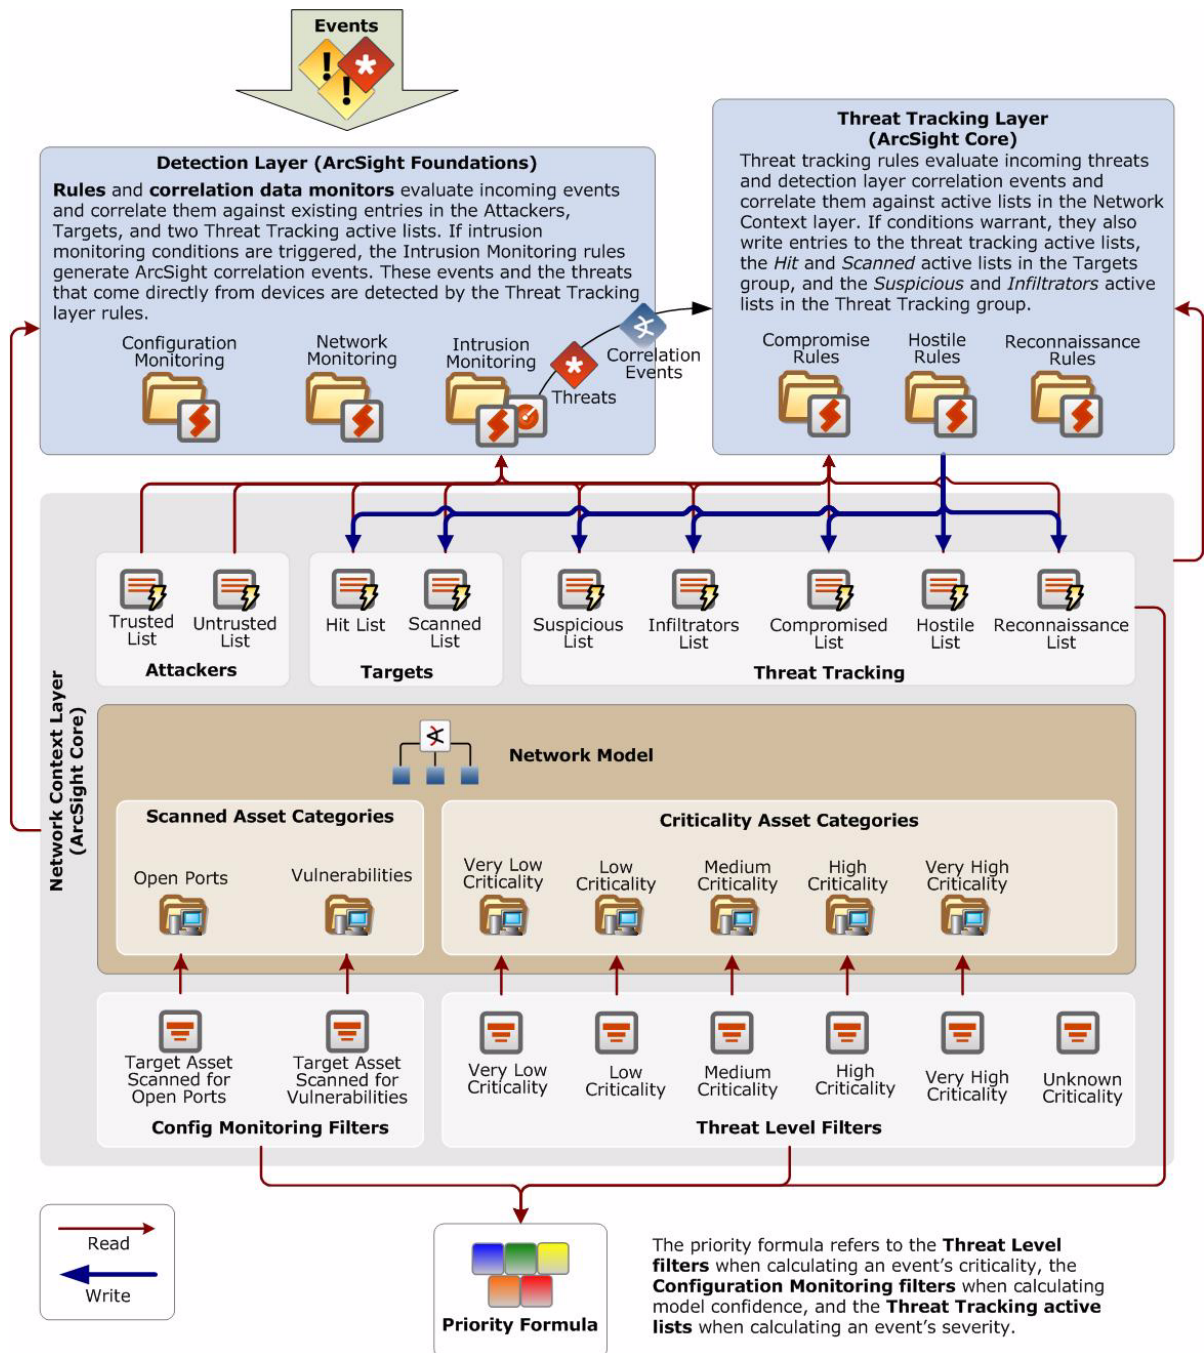 Events
Detection Layer (ArcSight Foundations)
Rules and correlation data monitors evaluate incoming events
and correlate them against existing entries in the Attackers,
Targets, and two Threat Tracking active lists. If intrusion
monitoring conditions are triggered, the Intrusion Monitoring rules
generate ArcSight correlation events. These events and the threats
that come directly from devices are detected by the Threat Tracking
layer rules.
Configuration
Monitoring
Network
Monitoring
Intrusion
Monitoring
Threats
Correlation
Events
Threat Tracking Layer
(ArcSight Core)
Threat tracking rules evaluate incoming threats
and detection layer correlation events and
correlate them against active lists in the Network
Context layer. If conditions warrant, they also
write entries to the threat tracking active lists,
the Hit and Scanned active lists in the Targets
group, and the Suspicious and Infiltrators active
lists in the Threat Tracking group.
Compromise
Rules
Hostile
Rules
Reconnaissance
Rules
Network Context Layer
(ArcSight Core)
Trusted
List
Untrusted
List
Attackers
Hit List
Scanned
List
Targets
Suspicious
List
Infiltrators
List
Compromised
List
Hostile
List
Reconnaissance
List
Threat Tracking
Network Model
Scanned Asset Categories
Open Ports
Vulnerabilities
Criticality Asset Categories
Very Low
Criticality
Low
Criticality
Medium
Criticality
High
Criticality
Very High
Criticality
Target Asset
Scanned for
Open Ports
Target Asset
Scanned for
Vulnerabilities
Config Monitoring Filters
Very Low
Criticality
Low
Criticality
Medium
Criticality
High
Criticality
Very High
Criticality
Unknown
Criticality
Threat Level Filters
Read
Write
Priority Formula
The priority formula refers to the Threat Level
filters when calculating an event's criticality, the
Configuration Monitoring filters when calculating
model confidence, and the Threat Tracking active
lists when calculating an event's severity.